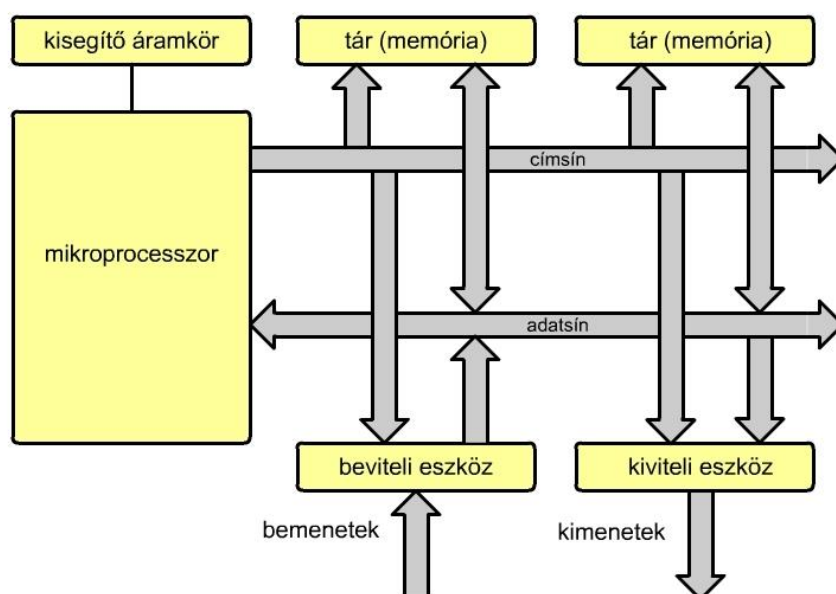 kisegítő áramkör
tár (memória)
tár (memória)
címsín
mikroprocesszor
adatsín
beviteli eszköz
kiviteli eszköz
bemenetek
kimenetek